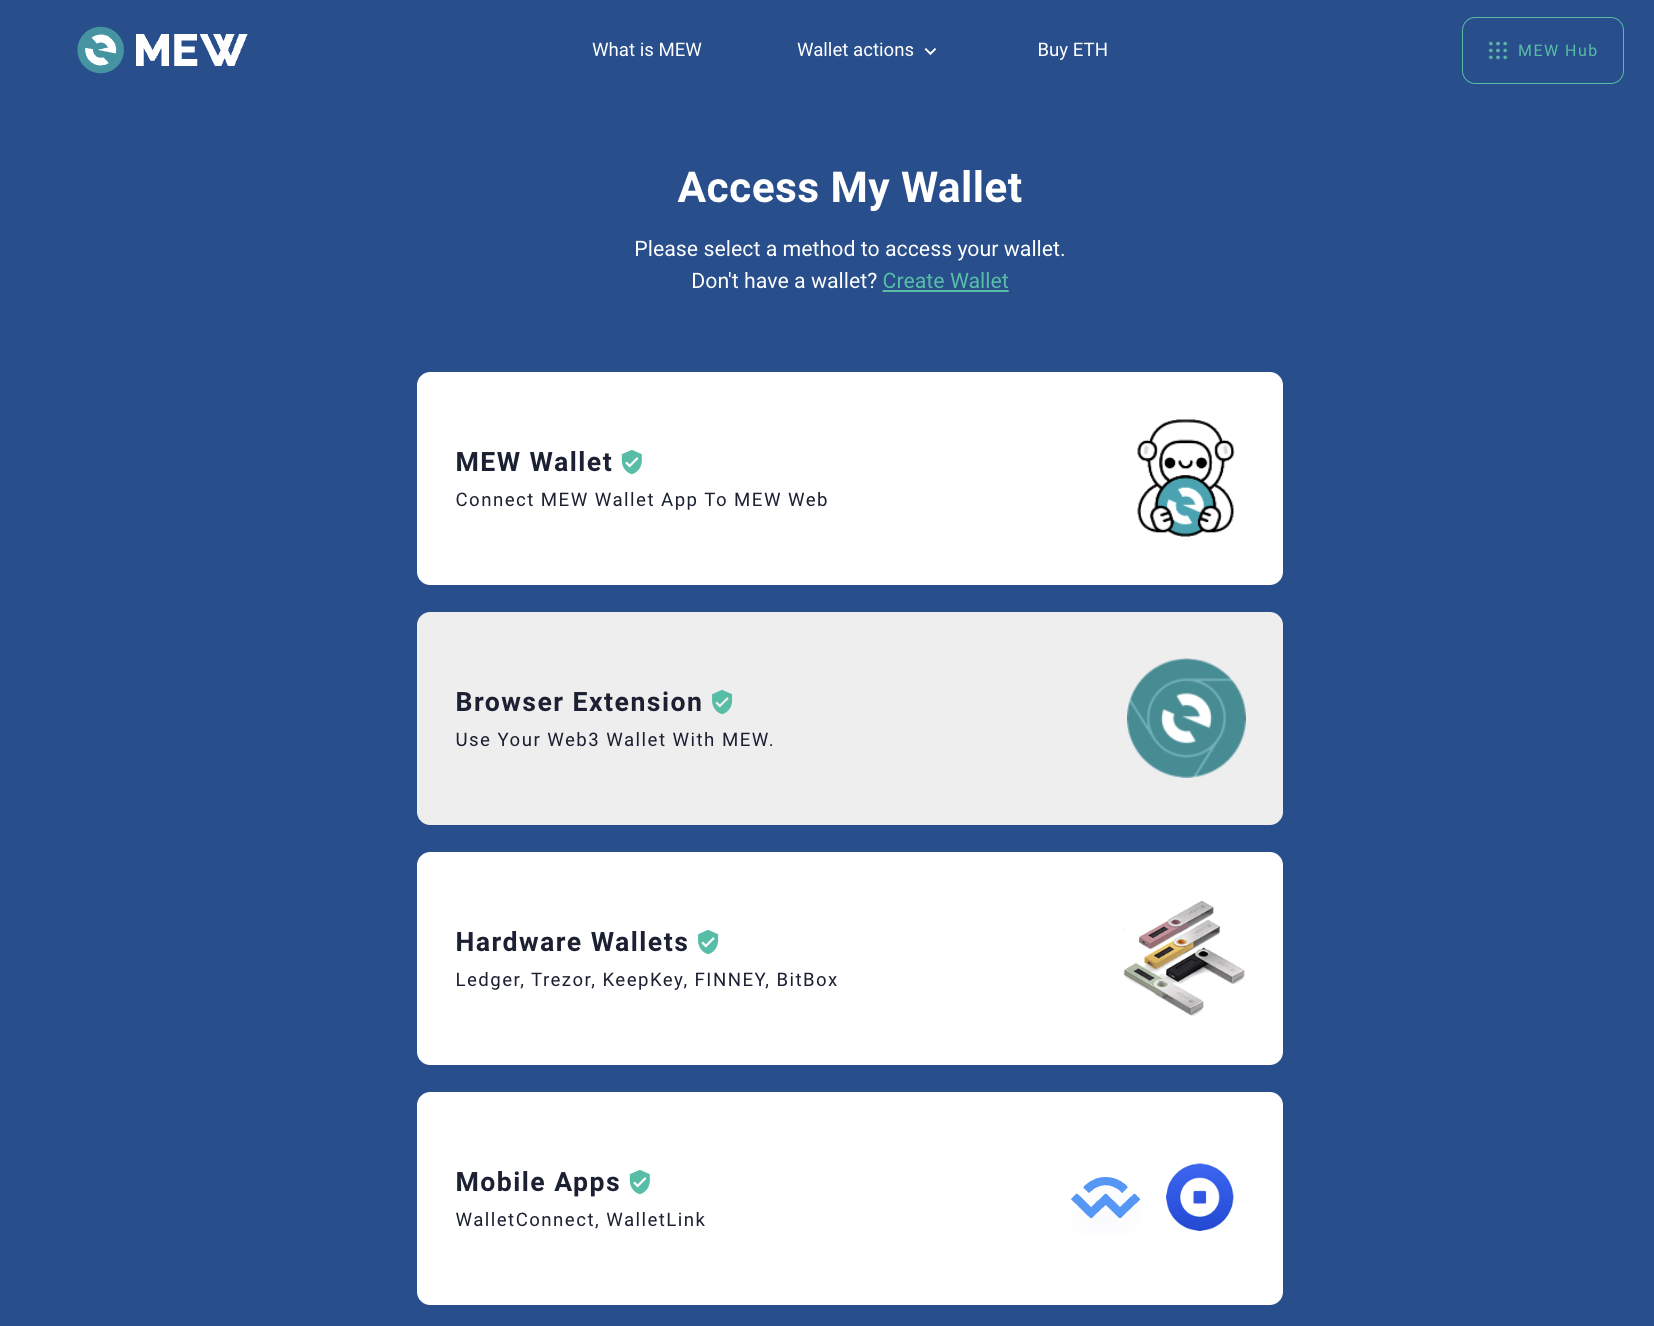 MEW
What is MEW
Wallet actions
Buy ETH
MEW Hub
Access My Wallet
Please select a method to access your wallet.
Don't have a wallet? Create Wallet
MEW Wallet
Connect MEW Wallet App To MEW Web
Browser Extension
Use Your Web3 Wallet With MEW.
Hardware Wallets
Ledger, Trezor, KeepKey, FINNEY, BitBox
Mobile Apps
WalletConnect, WalletLink